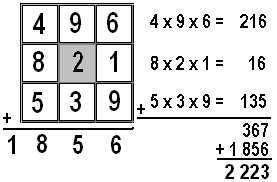 4 9 6 4 x 9 x 6 = 216
8 2 1 8 x 2 x 1 = 16
5 3 9 5 x 3 x 9 = 135
+ 1 8 5 6 + 367
+ 1 856
2 223